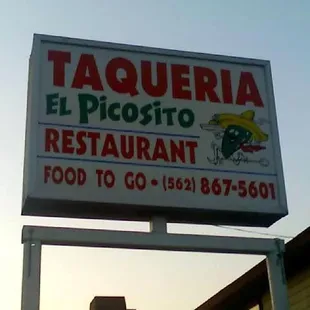 TAQUERIA
EL PICOSITO
RESTAURANT
FOOD TO GO • (562) 867-5601